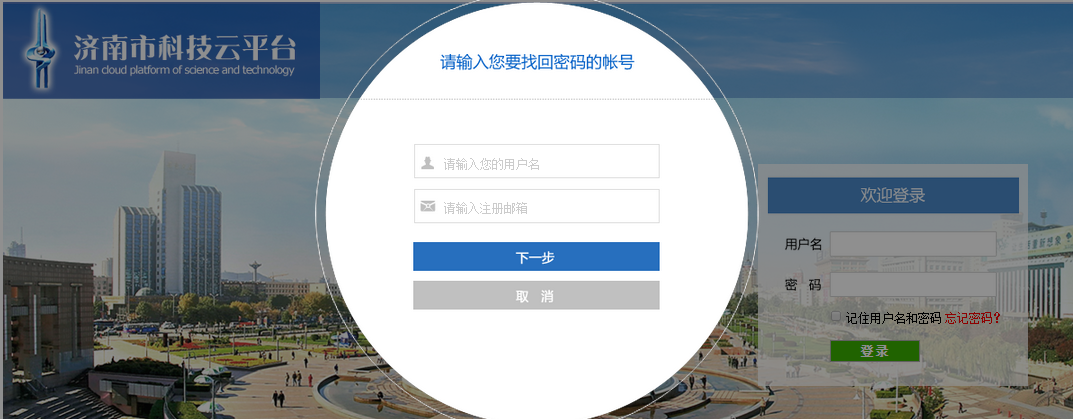 济南市科技云平台
Jinan cloud platform of science and technology
请输入您要找回密码的帐号
请输入您的用户名
请输入注册邮箱
下一步
取 消
欢迎登录
用户名
密 码
记住用户名和密码 忘记密码?
登录